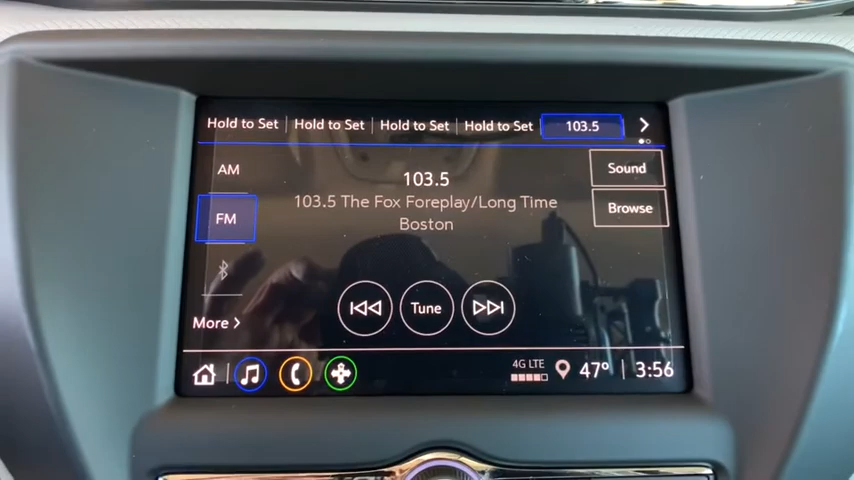 Hold to Set Hold to Set Hold to Set Hold to Set 103.5
AM
FM
More
103.5
103.5 The Fox Foreplay/Long Time
Boston
Sound
Browse
Tune
4G LTE
47° 3:56